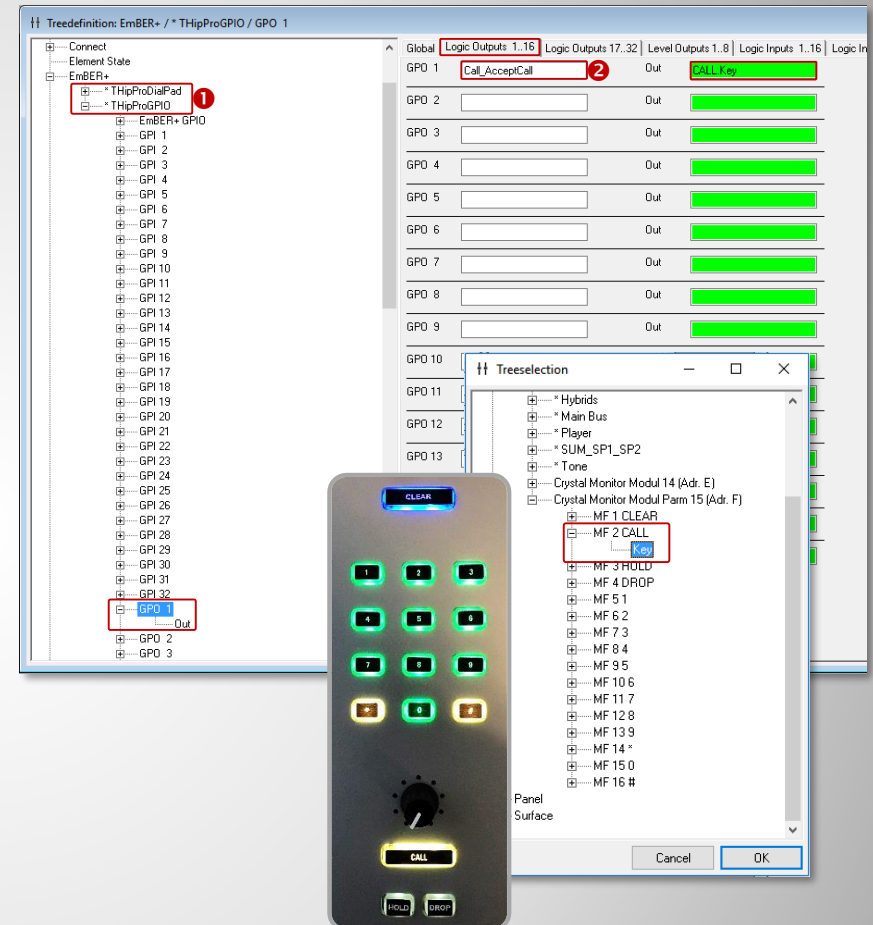 Treedefinition: EmBER+ / * THipProGPIO / GPO 1
Connect
Element State
EmBER+
* THipProDialPad
* THipProGPIO
1
EmBER+ GPIO
GPI 1
GPI 2
GPI 3
GPI 4
GPI 5
GPI 6
GPI 7
GPI 8
GPI 9
GPI 10
GPI 11
GPI 12
GPI 13
GPI 14
GPI 15
GPI 16
GPI 17
GPI 18
GPI 19
GPI 20
GPI 21
GPI 22
GPI 23
GPI 24
GPI 25
GPI 26
GPI 27
GPI 28
GPI 29
GPI 30
GPI 31
GPI 32
GPO 1
Out
GPO 2
GPO 3
Global Logic Outputs 1..16 Logic Outputs 17..32 Level Outputs 1..8 Logic Inputs 1..16 Logic In
GPO 1 Call_AcceptCall 2 Out CALL.Key
GPO 2 Out
GPO 3 Out
GPO 4 Out
GPO 5 Out
GPO 6 Out
GPO 7 Out
GPO 8 Out
GPO 9 Out
GPO 10
GPO 11
GPO 12
GPO 13
Treeselection
* Hybrids
* Main Bus
* Player
* SUM_SP1_SP2
* Tone
Crystal Monitor Modul 14 (Adr. E)
Crystal Monitor Modul Parm 15 (Adr. F)
MF 1 CLEAR
MF 2 CALL
Key
MF 3 HOLD
MF 4 DROP
MF 5 1
MF 6 2
MF 7 3
MF 8 4
MF 9 5
MF 10 6
MF 11 7
MF 12 8
MF 13 9
MF 14 *
MF 15 0
MF 16 #
Panel
Surface
Cancel OK
CLEAR
1 2 3
4 5 6
7 8 9
* 0 #
CALL
HOLD DROP